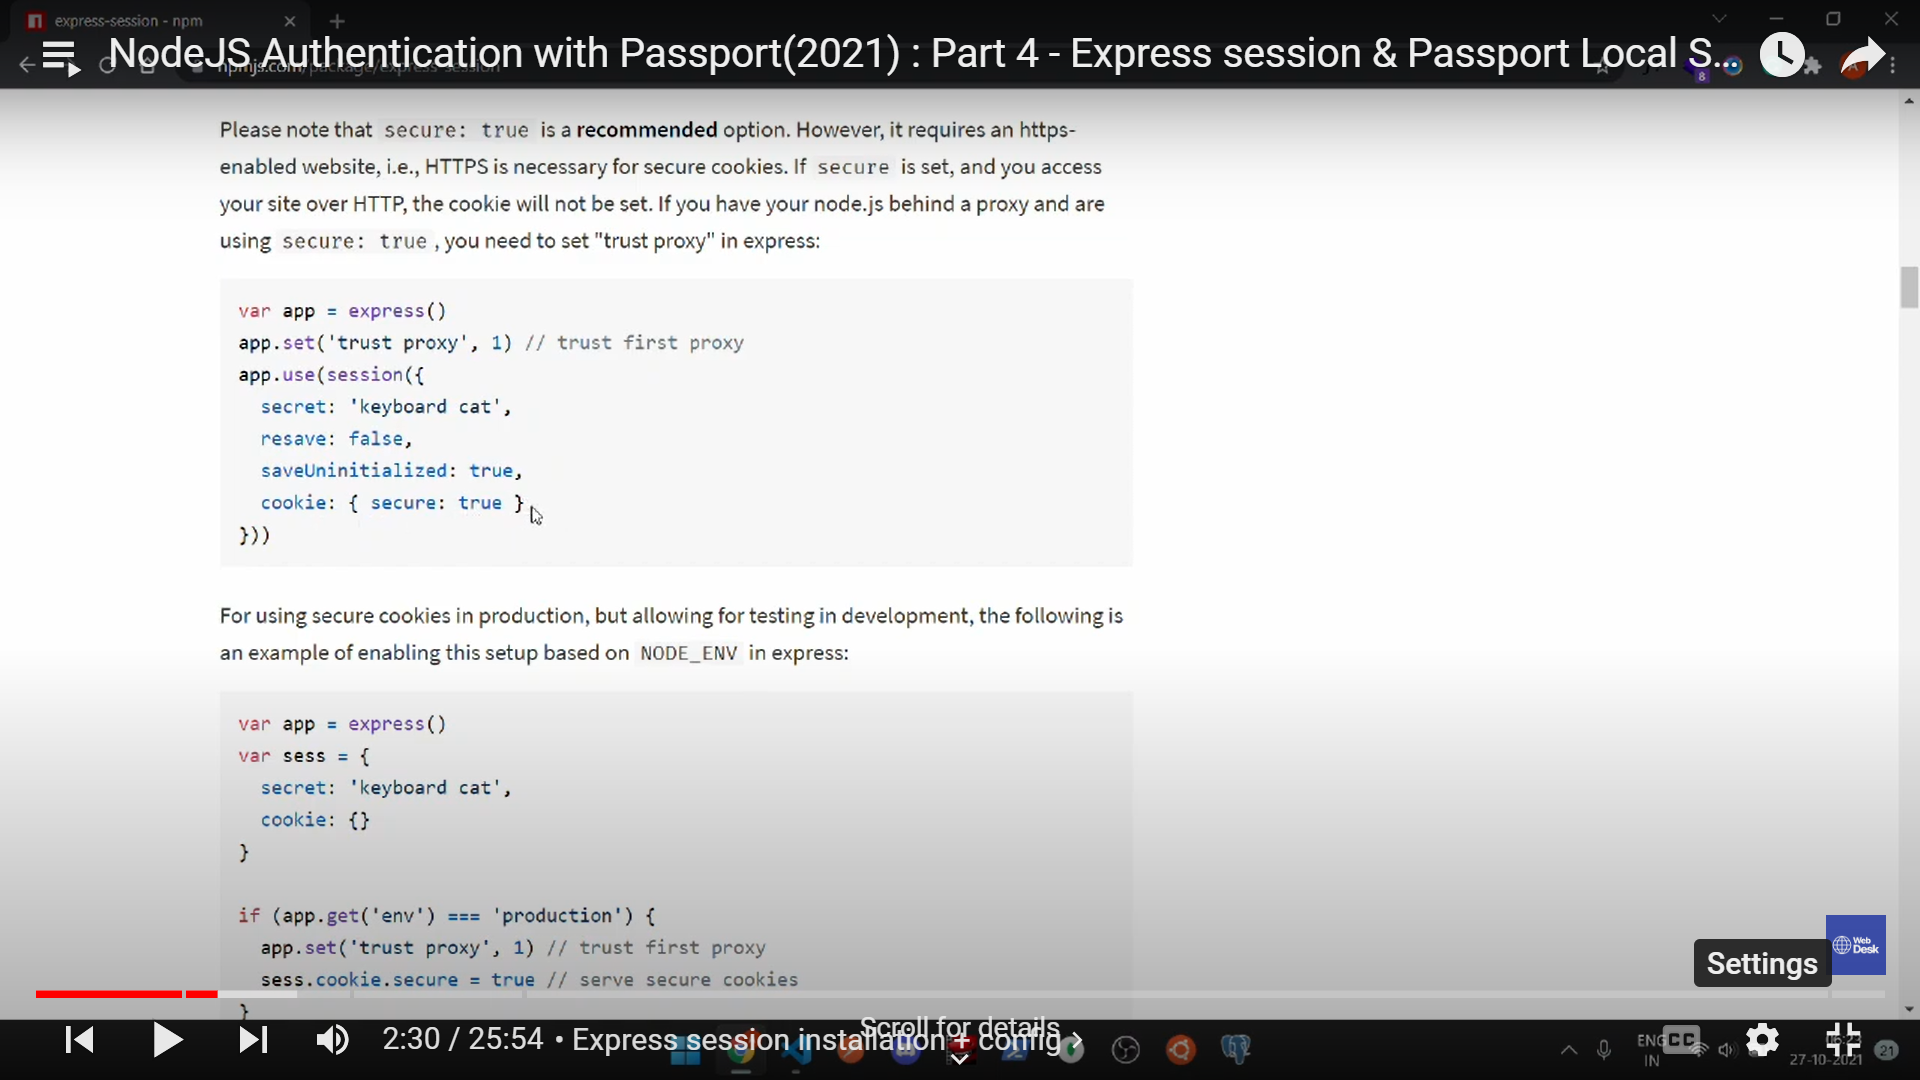 express-session - npm
NodeJS Authentication with Passport(2021) : Part 4 - Express session & Passport Local S...
npmjs.com/package/express-session
8
Please note that secure: true is a recommended option. However, it requires an https-
enabled website, i.e., HTTPS is necessary for secure cookies. If secure is set, and you access
your site over HTTP, the cookie will not be set. If you have your node.js behind a proxy and are
using secure: true , you need to set "trust proxy" in express:
var app = express()
app.set('trust proxy', 1) // trust first proxy
app.use(session({
secret: 'keyboard cat',
resave: false,
saveUninitialized: true,
cookie: { secure: true }
}))
For using secure cookies in production, but allowing for testing in development, the following is
an example of enabling this setup based on NODE_ENV in express:
var app = express()
var sess = {
secret: 'keyboard cat',
cookie: {}
}
if (app.get('env') === 'production') {
app.set('trust proxy', 1) // trust first proxy
sess.cookie.secure = true // serve secure cookies
}
Web
Desk
Settings
Scroll for details
2:30 / 25:54 • Express session installation + config
ENG
IN
CC
27-10-2021
21